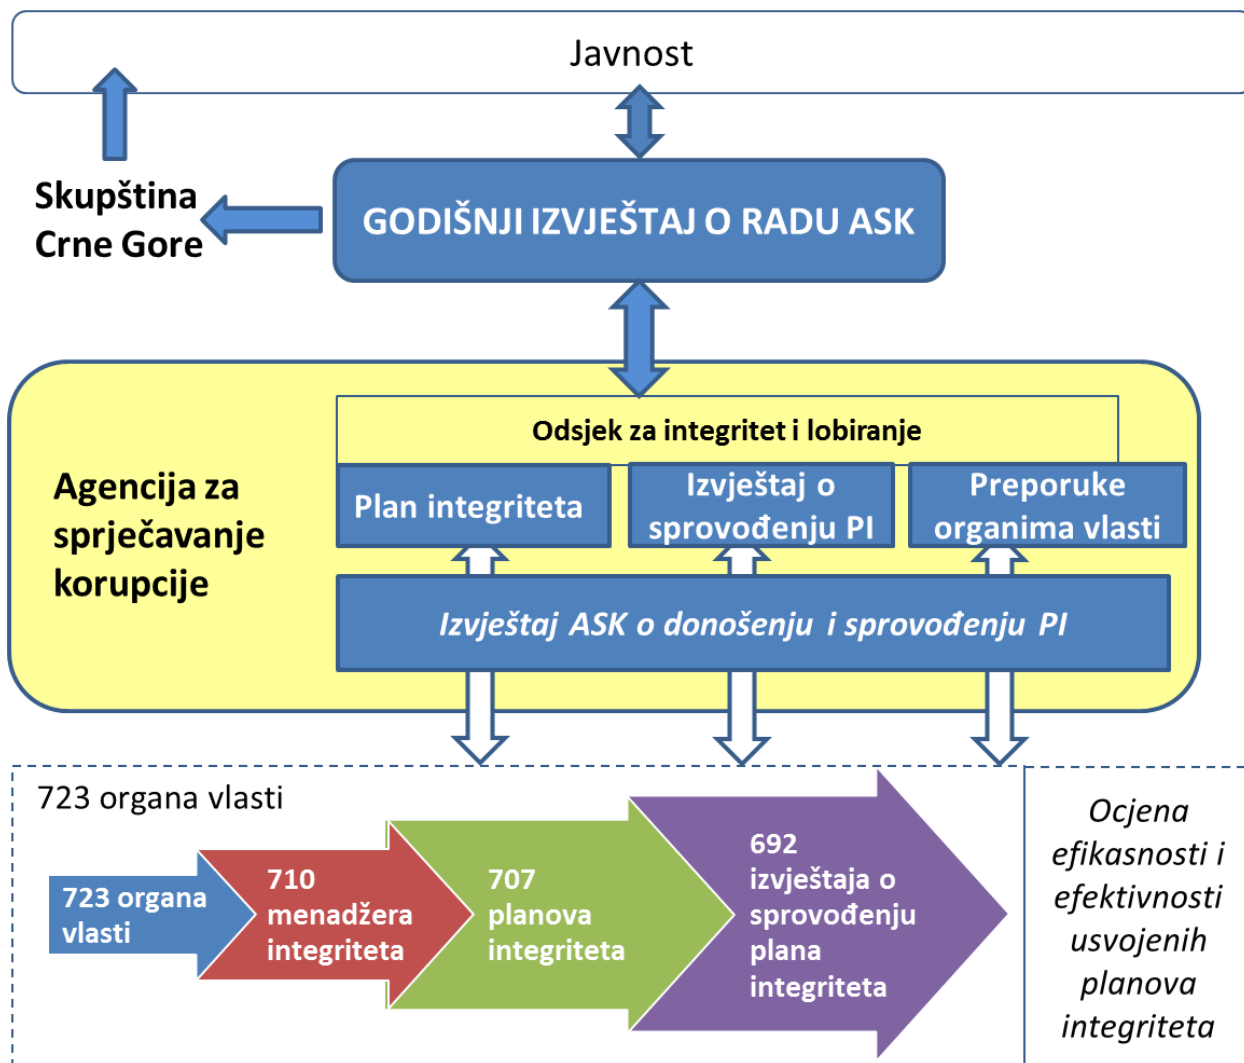 Javnost
Skupština
Crne Gore
GODIŠNJI IZVJEŠTAJ O RADU ASK
Agencija za
sprječavanje
korupcije
Odsjek za integritet i lobiranje
Plan integriteta
Izvještaj o
sprovođenju PI
Preporuke
organima vlasti
Izvještaj ASK o donošenju i sprovođenju PI
723 organa vlasti
723 organa
vlasti
710
menadžera
integriteta
707
planova
integriteta
692
izvještaja o
sprovođenju
plana
integriteta
Ocjena
efikasnosti i
efektivnosti
usvojenih
planova
integriteta